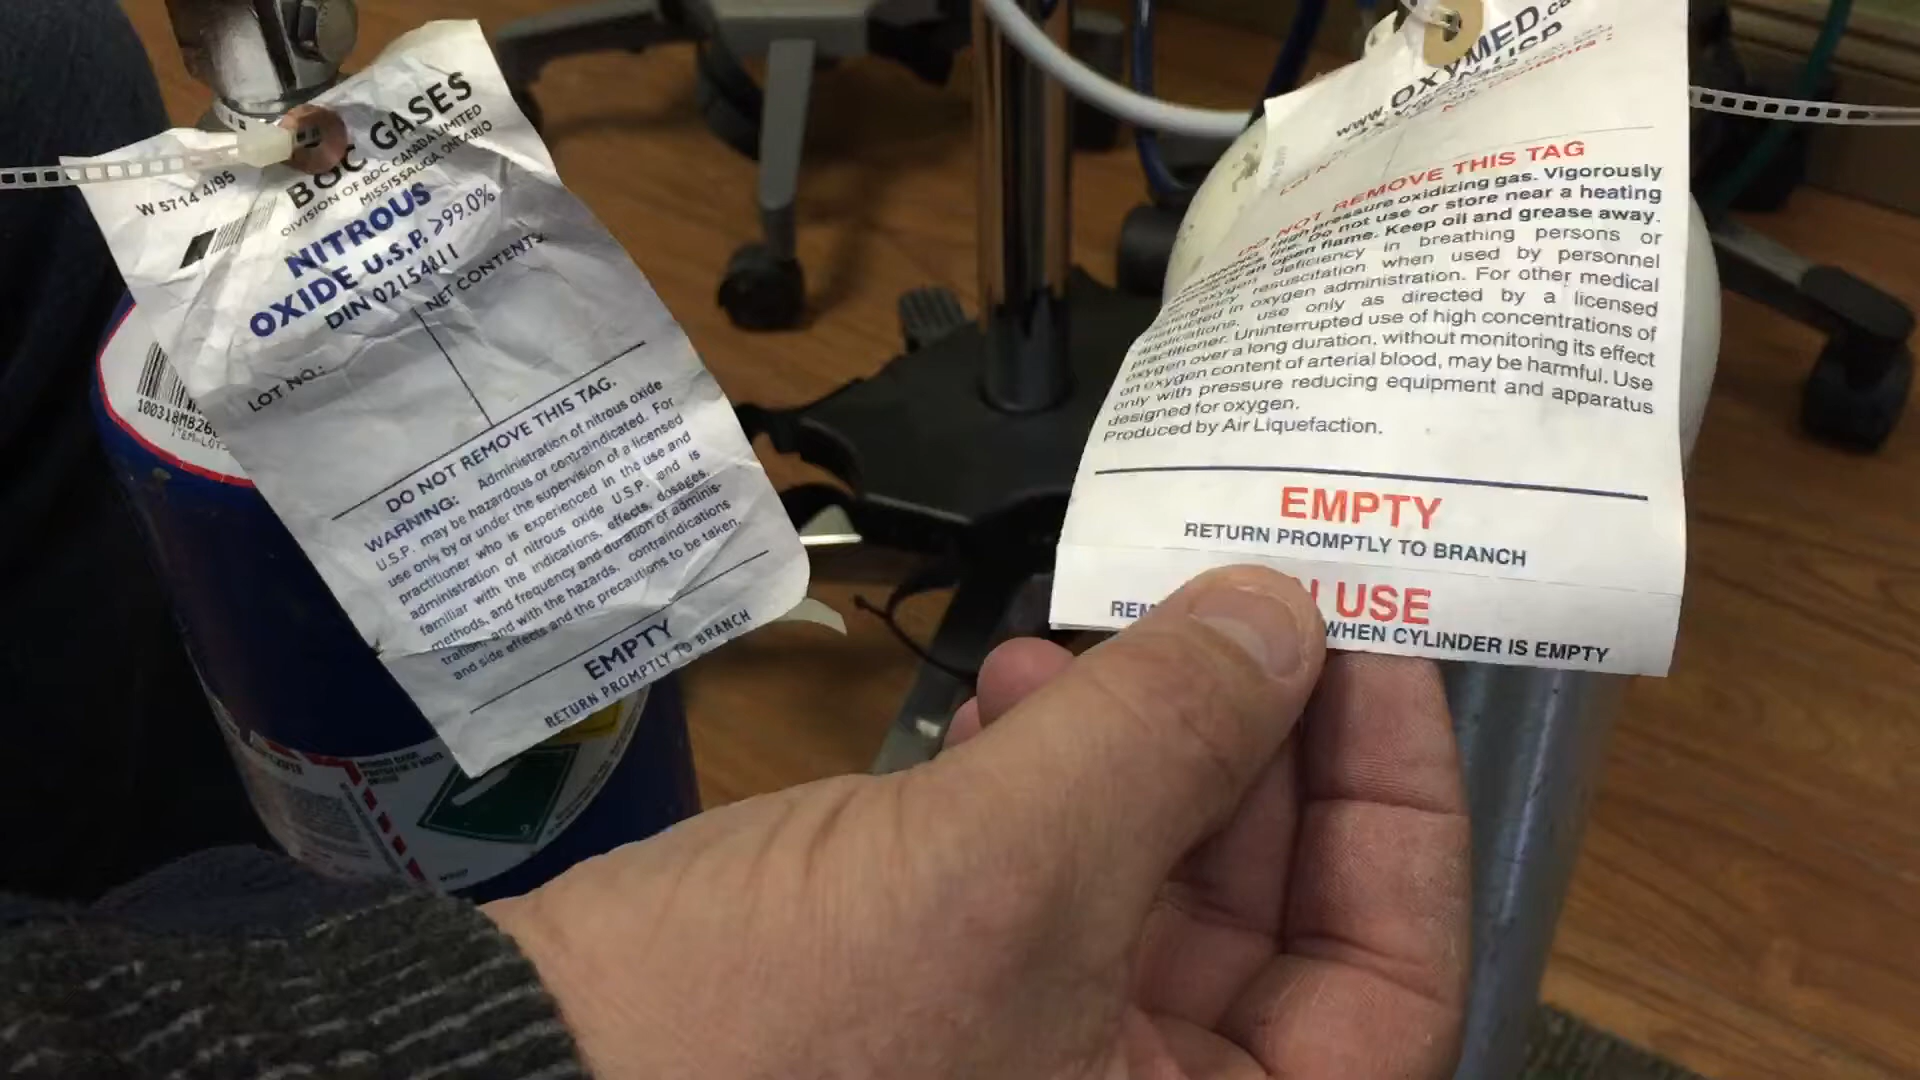 W 5714 4/95
BOC GASES
DIVISION OF BOC CANADA LIMITED
MISSISSAUGA, ONTARIO
NITROUS
OXIDE U.S.P. >99.0%
DIN 02154811
NET CONTENTS:
LOT NO.:
DO NOT REMOVE THIS TAG.
WARNING: Administration of nitrous oxide
U.S.P. may be hazardous or contraindicated. For
use only by or under the supervision of a licensed
practitioner who is experienced in the use and
administration of nitrous oxide U.S.P. and is
familiar with the indications, effects, dosages,
methods, and frequency and duration of adminis-
tration, and with the hazards, contraindications
and side effects and the precautions to be taken.
EMPTY
RETURN PROMPTLY TO BRANCH
www.OXYMED.ca
DO NOT REMOVE THIS TAG
High pressure oxidizing gas. Vigorously
fire. Do not use or store near a heating
or an open flame. Keep oil and grease away.
oxygen deficiency in breathing persons or
resuscitation when used by personnel
instructed in oxygen administration. For other medical
applications, use only as directed by a licensed
practitioner. Uninterrupted use of high concentrations of
oxygen over a long duration, without monitoring its effect
on oxygen content of arterial blood, may be harmful. Use
only with pressure reducing equipment and apparatus
designed for oxygen.
Produced by Air Liquefaction.
EMPTY
RETURN PROMPTLY TO BRANCH
USE
WHEN CYLINDER IS EMPTY